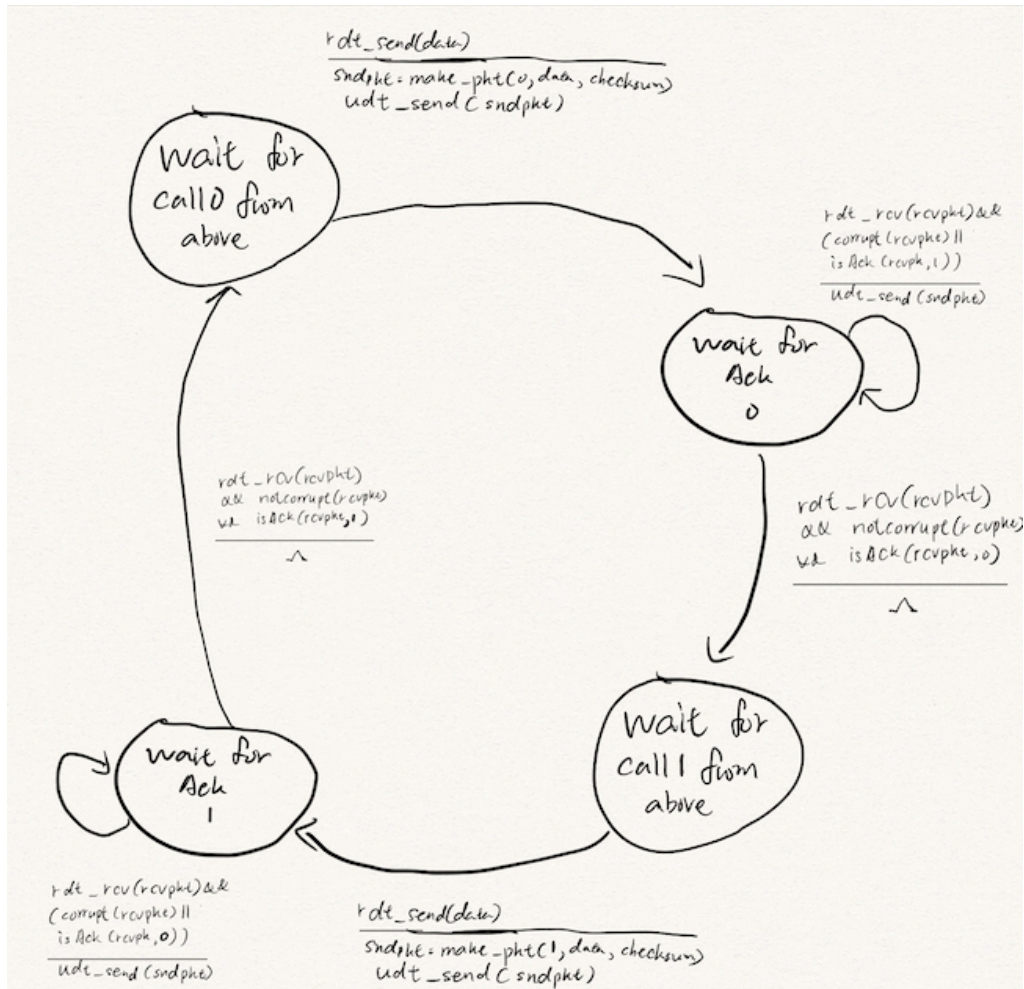 rdt_send(data)
sndpkt=make_pkt(0,data,checksum)
udt_send(sndpkt)
wait for
call0 from
above
rdt_rcv(rcvpkt)&&
(corrupt(rcvpkt)||
isAck(rcvpk,1))
udt_send(sndpkt)
wait for
Ack
0
rdt_rcv(rcvpkt)
&& notcorrupt(rcvpkt)
&& isAck(rcvpkt,1)
Λ
rdt_rcv(rcvpkt)
&& notcorrupt(rcvpkt)
&& isAck(rcvpkt,0)
Λ
wait for
call1 from
above
wait for
Ack
1
rdt_rcv(rcvpkt)&&
(corrupt(rcvpkt)||
isAck(rcvpk,0))
udt_send(sndpkt)
rdt_send(data)
sndpkt=make_pkt(1,data,checksum)
udt_send(sndpkt)